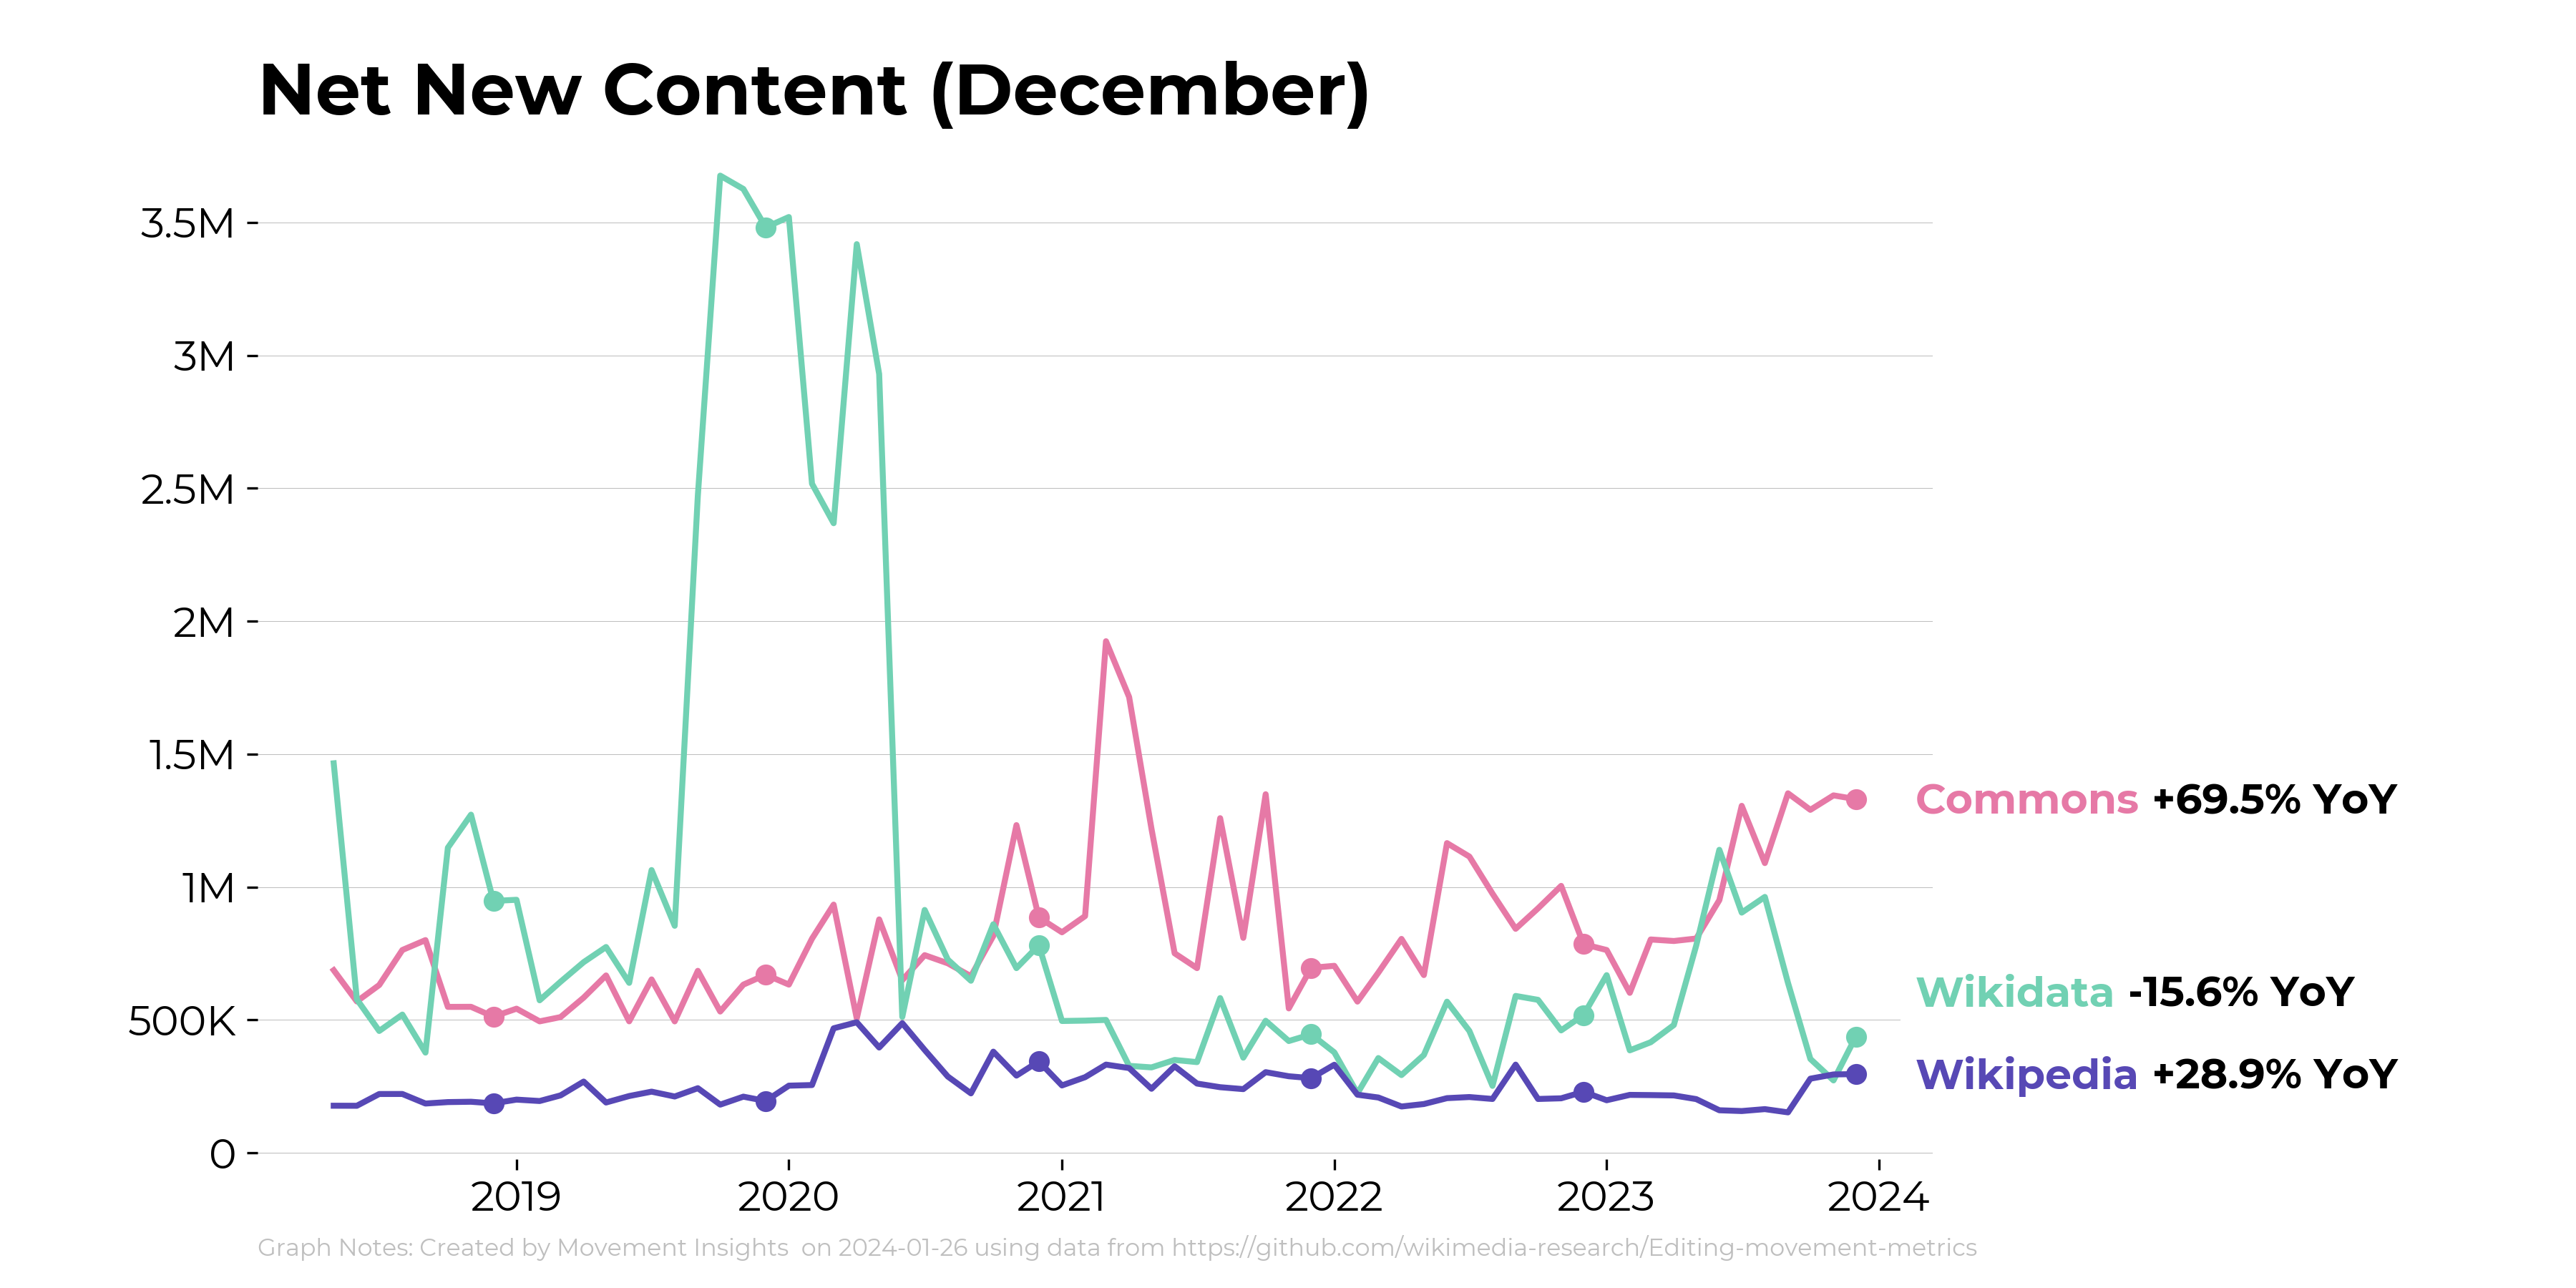 Net New Content (December)
3.5M
3M
2.5M
2M
1.5M
1M
500K
0
Commons +69.5% YoY
Wikidata -15.6% YoY
Wikipedia +28.9% YoY
2019 2020 2021 2022 2023 2024
Graph Notes: Created by Movement Insights  on 2024-01-26 using data from https://github.com/wikimedia-research/Editing-movement-metrics